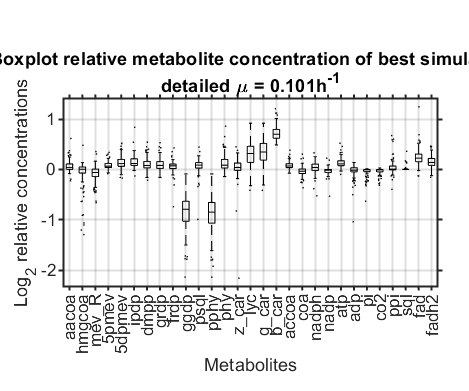 Boxplot relative metabolite concentration of best simula
detailed μ = 0.101h-1
Log2 relative concentrations
1
0
-1
-2
aacoa
hmgcoa
mev_R
5pmev
5dpmev
ipdp
dmpp
grdp
frdp
ggdp
psql
pphy
phy
z_car
lyc
g_car
b_car
accoa
coa
nadph
nadp
atp
adp
pi
co2
ppi
sql
fad
fadh2
Metabolites